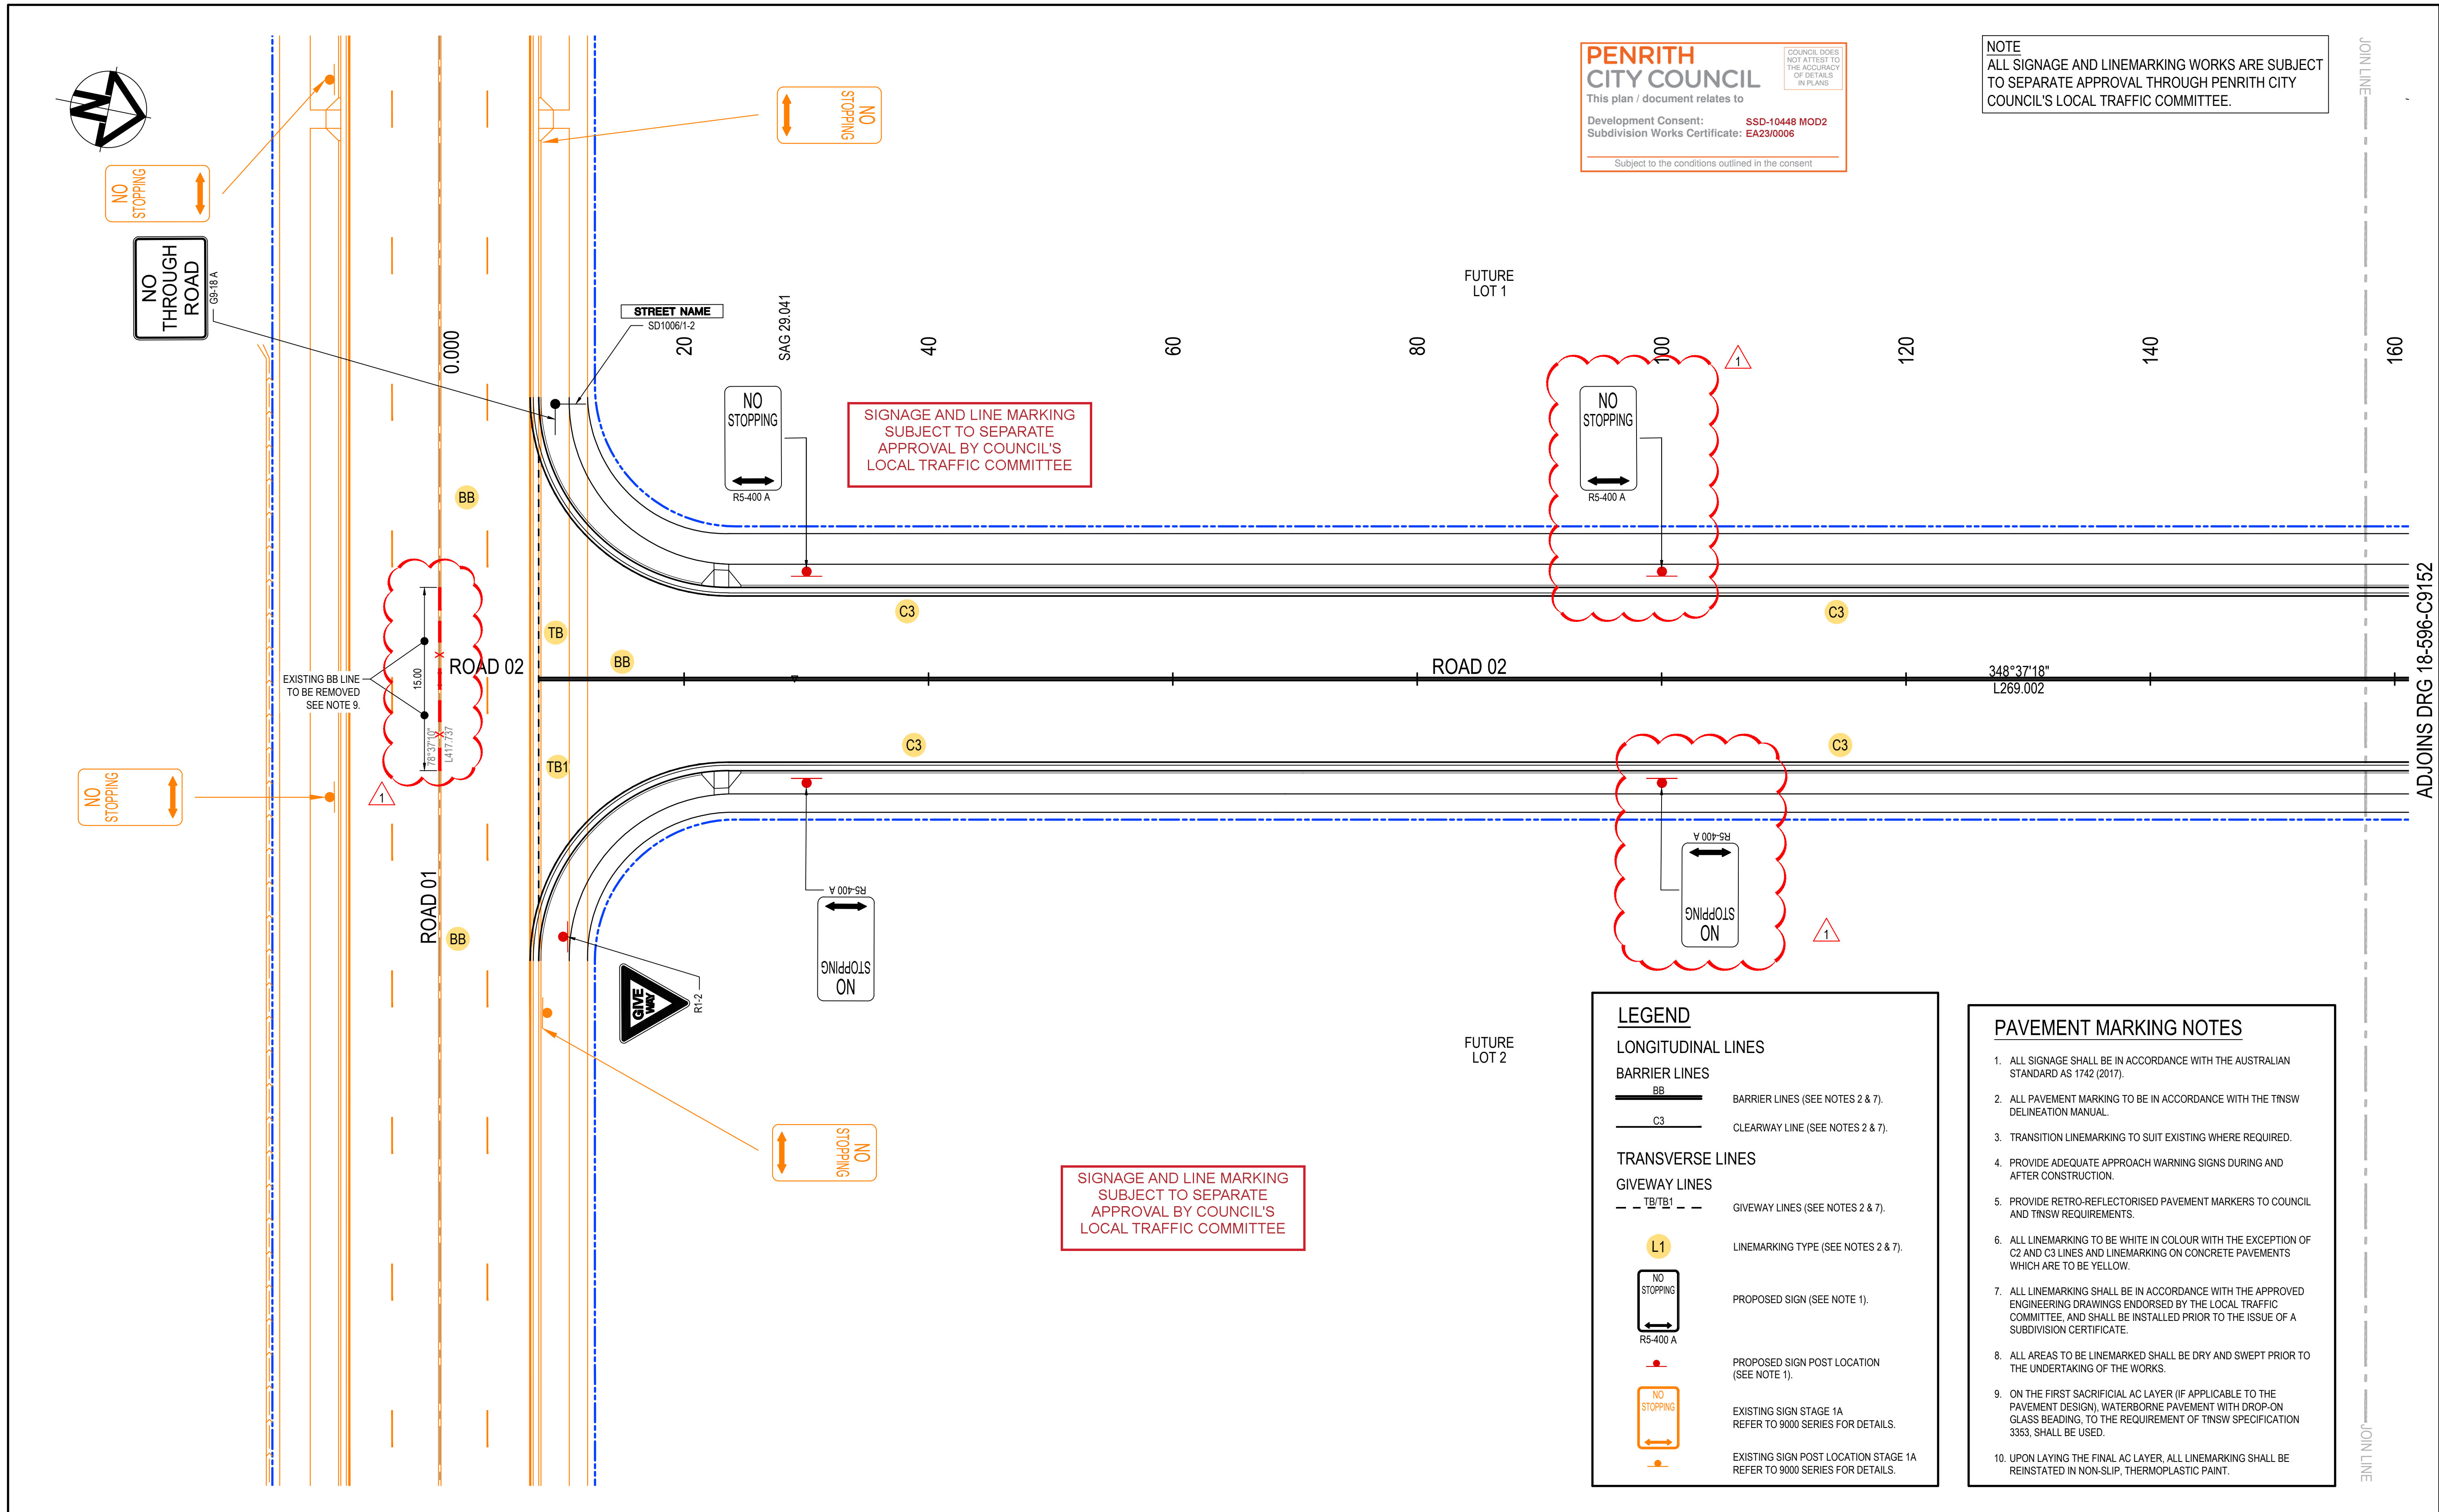 PENRITH
CITY COUNCIL
COUNCIL DOES
NOT ATTEST TO
THE ACCURACY
OF DETAILS
IN PLANS
This plan / document relates to
Development Consent: SSD-10448 MOD2
Subdivision Works Certificate: EA23/0006
Subject to the conditions outlined in the consent
NOTE
ALL SIGNAGE AND LINEMARKING WORKS ARE SUBJECT
TO SEPARATE APPROVAL THROUGH PENRITH CITY
COUNCIL'S LOCAL TRAFFIC COMMITTEE.
JOIN LINE
N
NO
STOPPING
NO
STOPPING
NO
THROUGH
ROAD
G9-18 A
STREET NAME
SD1006/1-2
0.000
20
SAG 29.041
40
60
80
100
120
140
160
FUTURE
LOT 1
1
NO
STOPPING
R5-400 A
SIGNAGE AND LINE MARKING
SUBJECT TO SEPARATE
APPROVAL BY COUNCIL'S
LOCAL TRAFFIC COMMITTEE
NO
STOPPING
R5-400 A
BB
C3
C3
TB
BB
ROAD 02
ROAD 02
348°37'18"
L269.002
EXISTING BB LINE
TO BE REMOVED
SEE NOTE 9.
15.00
X
X
78°37'10"
L417.737
ADJOINS DRG 18-596-C9152
C3
C3
TB1
NO
STOPPING
1
ROAD 01
BB
R5-400 A
NO
STOPPING
R5-400 A
NO
STOPPING
1
GIVE
WAY
R1-2
FUTURE
LOT 2
NO
STOPPING
SIGNAGE AND LINE MARKING
SUBJECT TO SEPARATE
APPROVAL BY COUNCIL'S
LOCAL TRAFFIC COMMITTEE
LEGEND
LONGITUDINAL LINES
BARRIER LINES
BB
BARRIER LINES (SEE NOTES 2 & 7).
C3
CLEARWAY LINE (SEE NOTES 2 & 7).
TRANSVERSE LINES
GIVEWAY LINES
TB/TB1
GIVEWAY LINES (SEE NOTES 2 & 7).
L1
LINEMARKING TYPE (SEE NOTES 2 & 7).
NO
STOPPING
R5-400 A
PROPOSED SIGN (SEE NOTE 1).
PROPOSED SIGN POST LOCATION
(SEE NOTE 1).
NO
STOPPING
EXISTING SIGN STAGE 1A
REFER TO 9000 SERIES FOR DETAILS.
EXISTING SIGN POST LOCATION STAGE 1A
REFER TO 9000 SERIES FOR DETAILS.
PAVEMENT MARKING NOTES
1. ALL SIGNAGE SHALL BE IN ACCORDANCE WITH THE AUSTRALIAN
STANDARD AS 1742 (2017).
2. ALL PAVEMENT MARKING TO BE IN ACCORDANCE WITH THE TfNSW
DELINEATION MANUAL.
3. TRANSITION LINEMARKING TO SUIT EXISTING WHERE REQUIRED.
4. PROVIDE ADEQUATE APPROACH WARNING SIGNS DURING AND
AFTER CONSTRUCTION.
5. PROVIDE RETRO-REFLECTORISED PAVEMENT MARKERS TO COUNCIL
AND TfNSW REQUIREMENTS.
6. ALL LINEMARKING TO BE WHITE IN COLOUR WITH THE EXCEPTION OF
C2 AND C3 LINES AND LINEMARKING ON CONCRETE PAVEMENTS
WHICH ARE TO BE YELLOW.
7. ALL LINEMARKING SHALL BE IN ACCORDANCE WITH THE APPROVED
ENGINEERING DRAWINGS ENDORSED BY THE LOCAL TRAFFIC
COMMITTEE, AND SHALL BE INSTALLED PRIOR TO THE ISSUE OF A
SUBDIVISION CERTIFICATE.
8. ALL AREAS TO BE LINEMARKED SHALL BE DRY AND SWEPT PRIOR TO
THE UNDERTAKING OF THE WORKS.
9. ON THE FIRST SACRIFICIAL AC LAYER (IF APPLICABLE TO THE
PAVEMENT DESIGN), WATERBORNE PAVEMENT WITH DROP-ON
GLASS BEADING, TO THE REQUIREMENT OF TfNSW SPECIFICATION
3353, SHALL BE USED.
10. UPON LAYING THE FINAL AC LAYER, ALL LINEMARKING SHALL BE
REINSTATED IN NON-SLIP, THERMOPLASTIC PAINT.
JOIN LINE